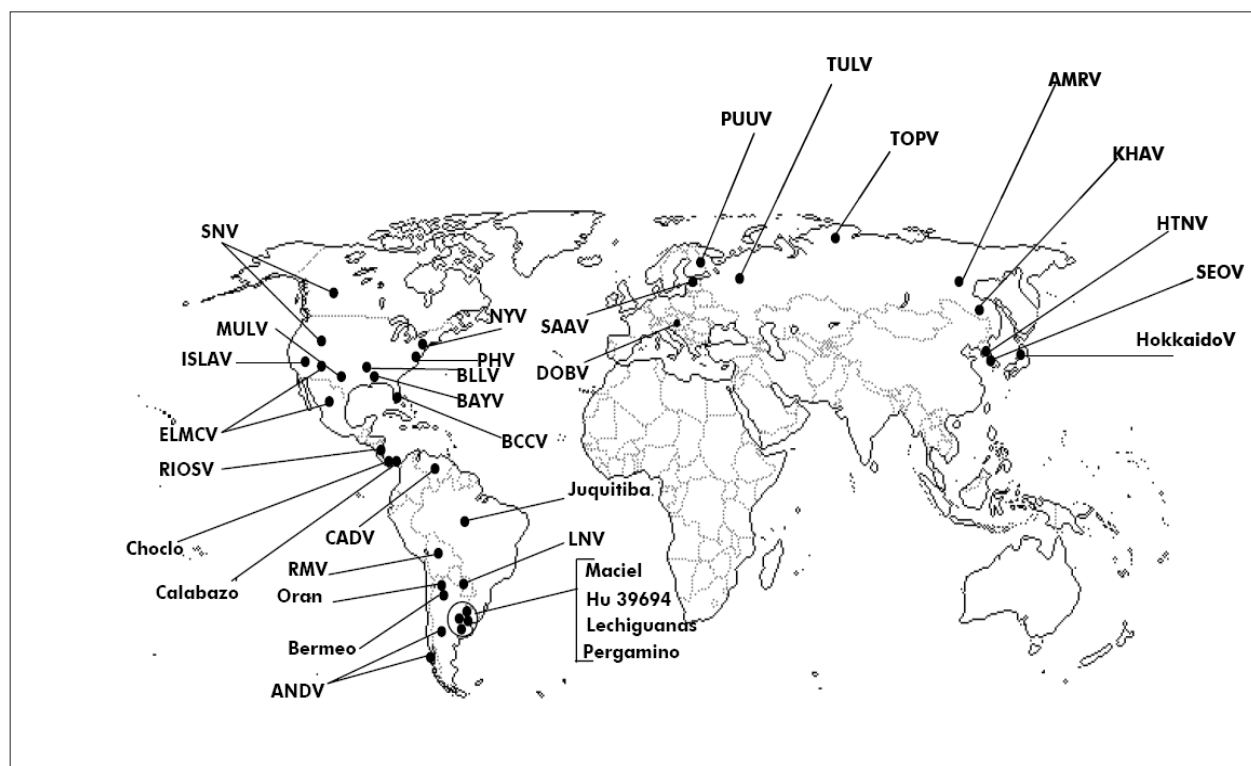 TULV
AMRV
PUUV
TOPV
KHAV
HTNV
SEOV
HokkaidoV
SNV
MULV
ISLAV
NYV
PHV
BLLV
BAYV
BCCV
ELMCV
RIOSV
SAAV
DOBV
Choclo
Calabazo
CADV
Juquitiba
RMV
LNV
Oran
Bermeo
ANDV
Maciel
Hu 39694
Lechiguanas
Pergamino